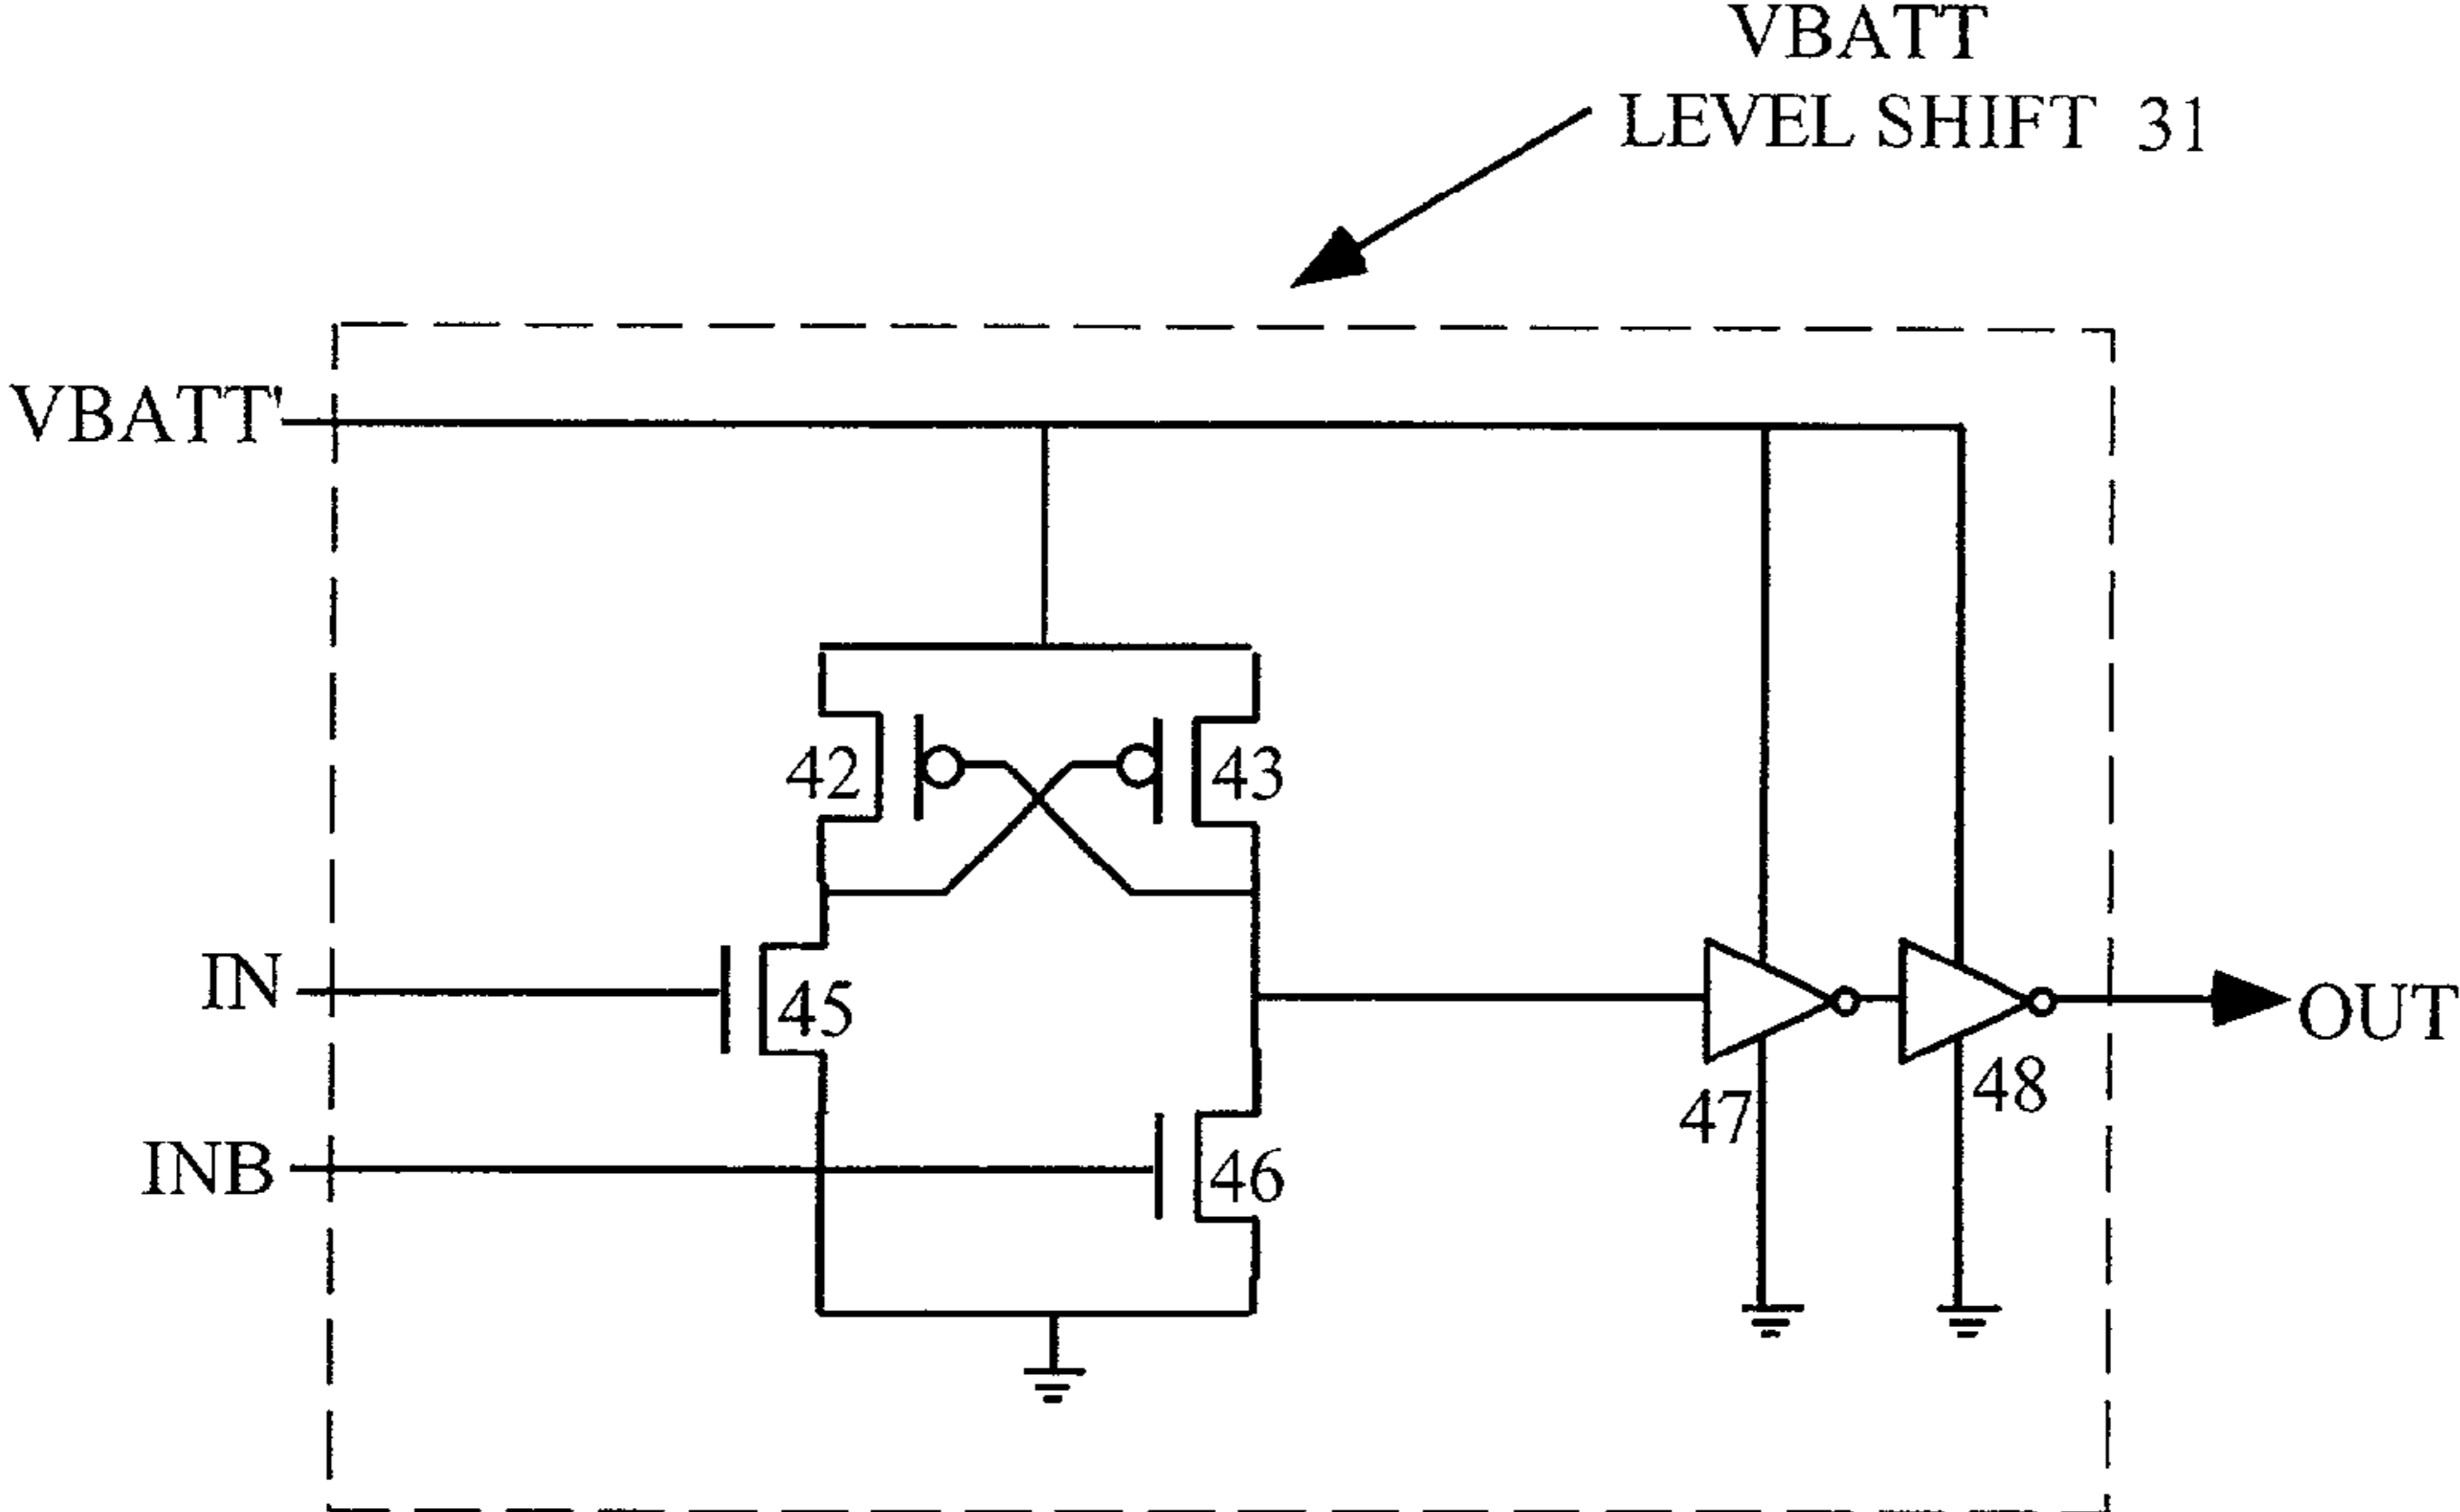 VBATT
LEVEL SHIFT 31
VBATT'
42
43
IN
45
OUT
47
48
INB
46